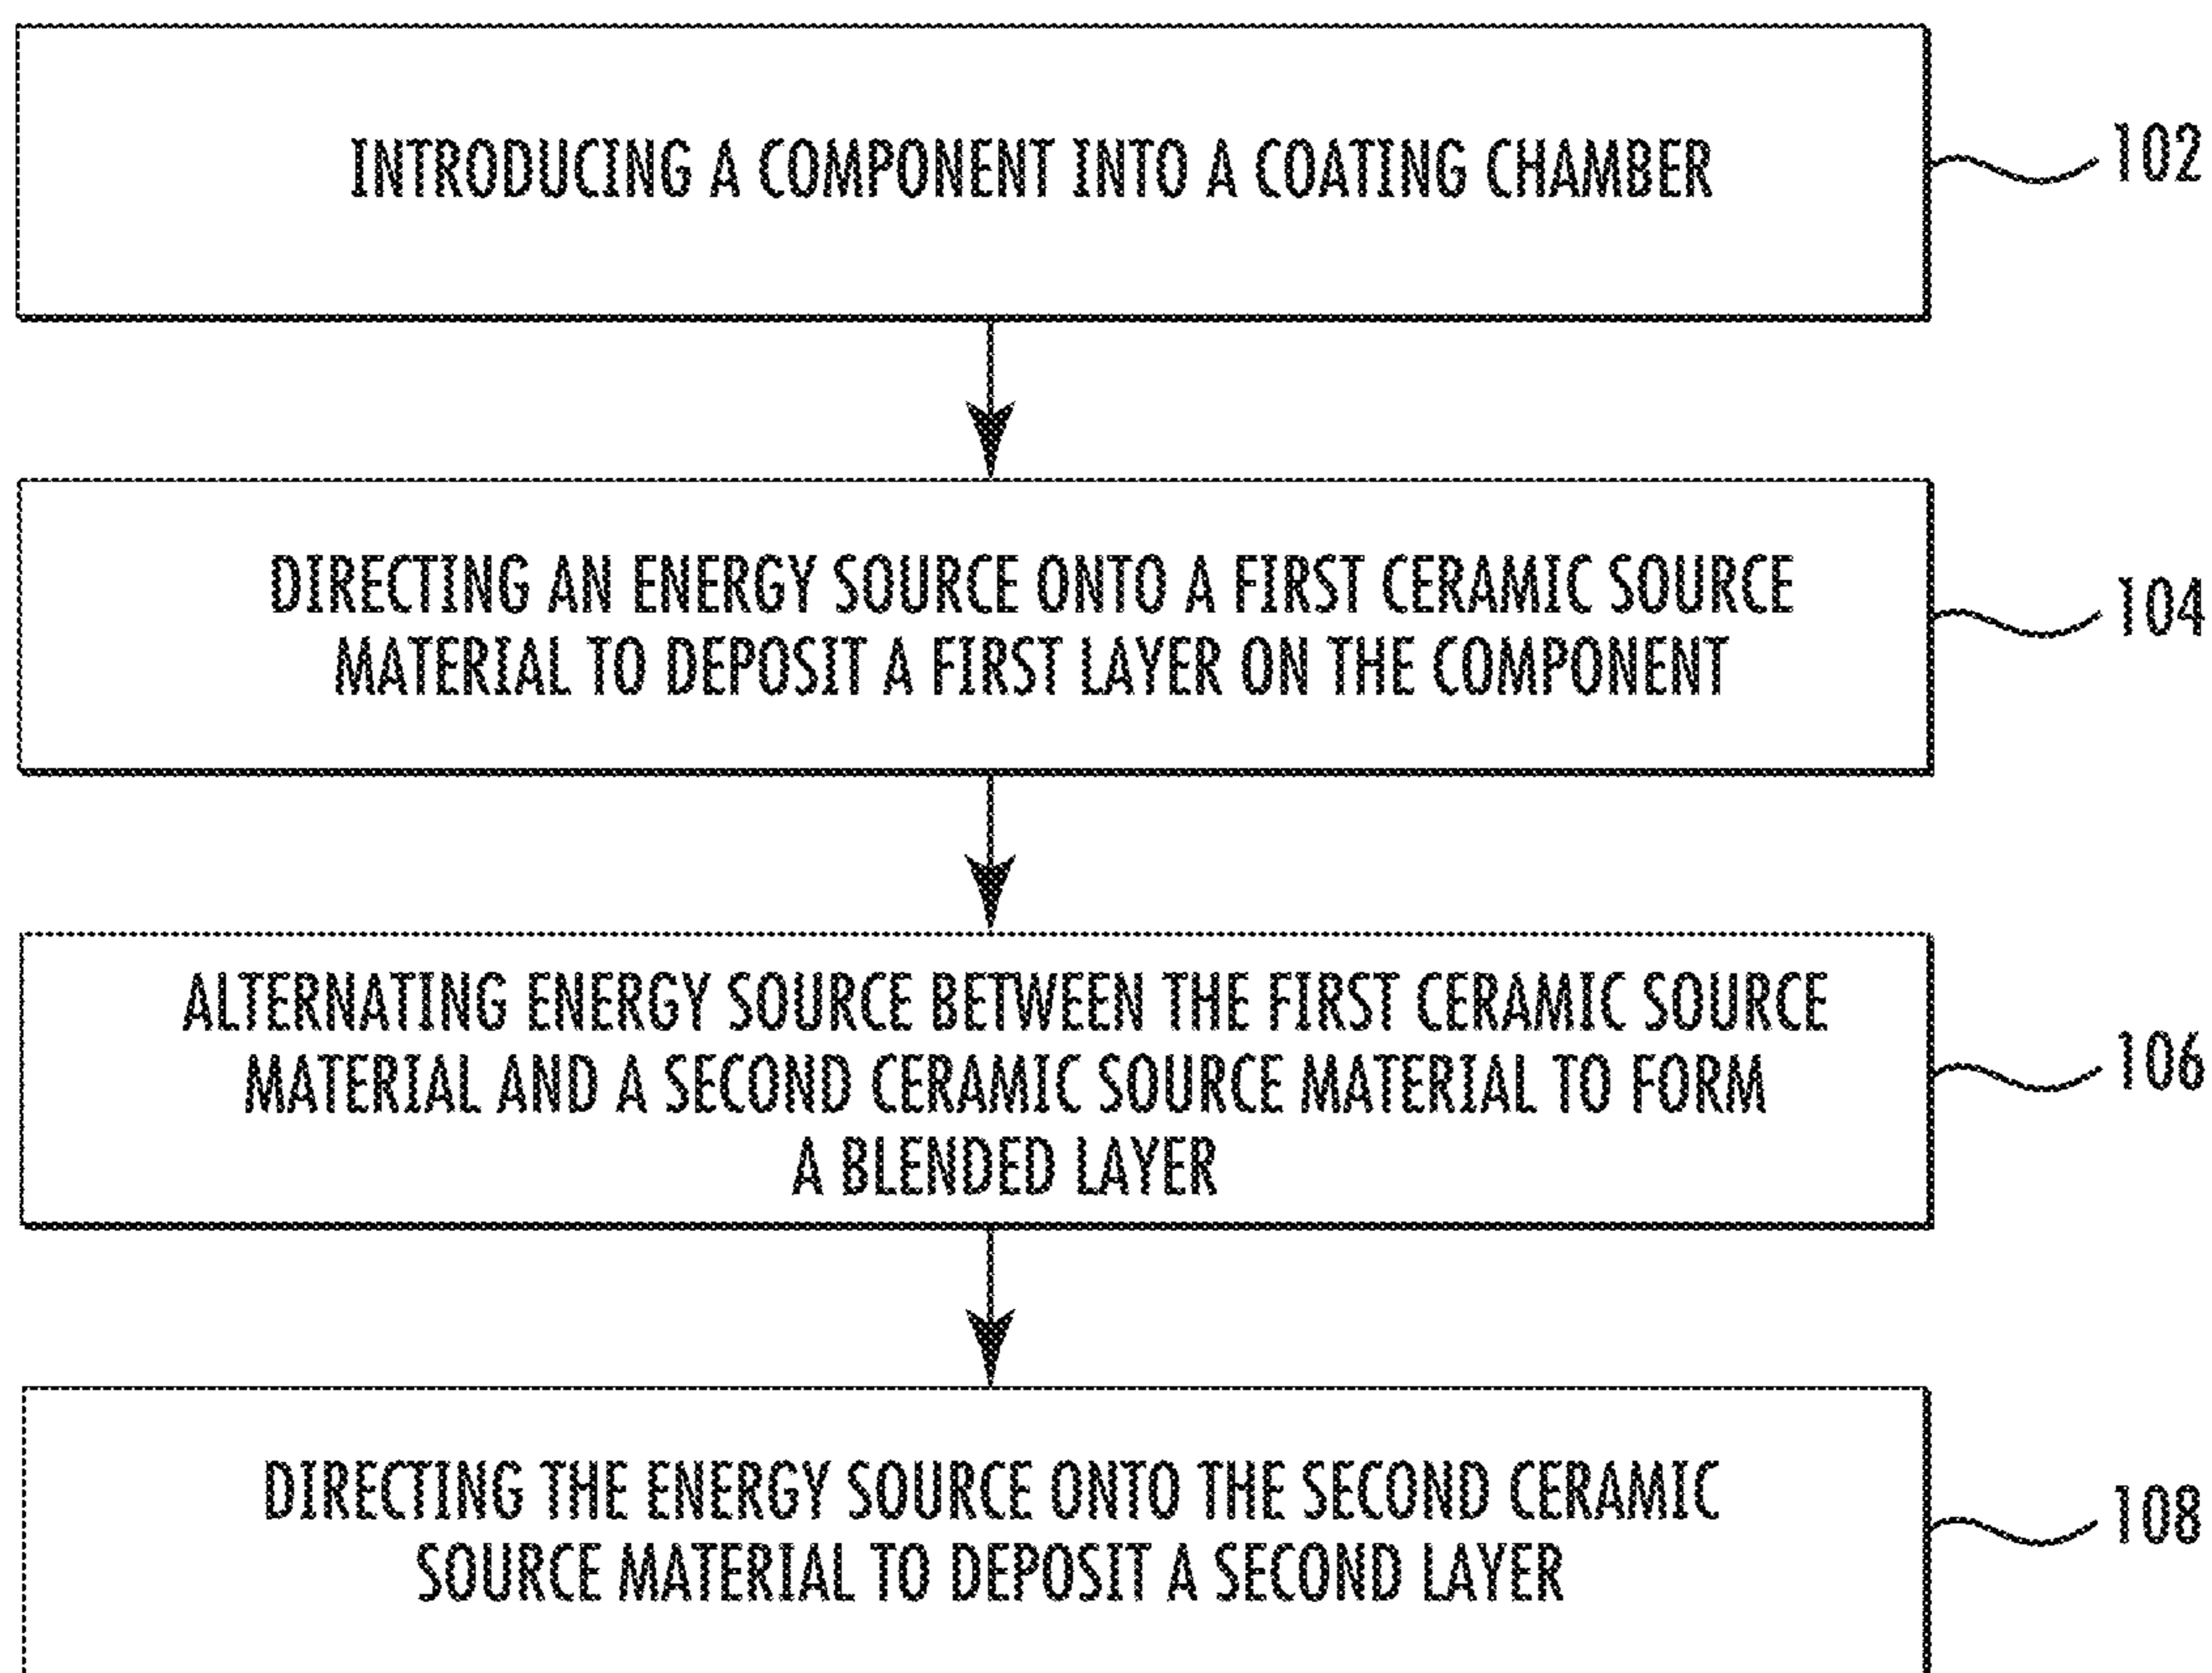 INTRODUCING A COMPONENT INTO A COATING CHAMBER
102
DIRECTING AN ENERGY SOURCE ONTO A FIRST CERAMIC SOURCE
MATERIAL TO DEPOSIT A FIRST LAYER ON THE COMPONENT
104
ALTERNATING ENERGY SOURCE BETWEEN THE FIRST CERAMIC SOURCE
MATERIAL AND A SECOND CERAMIC SOURCE MATERIAL TO FORM
A BLENDED LAYER
106
DIRECTING THE ENERGY SOURCE ONTO THE SECOND CERAMIC
SOURCE MATERIAL TO DEPOSIT A SECOND LAYER
108